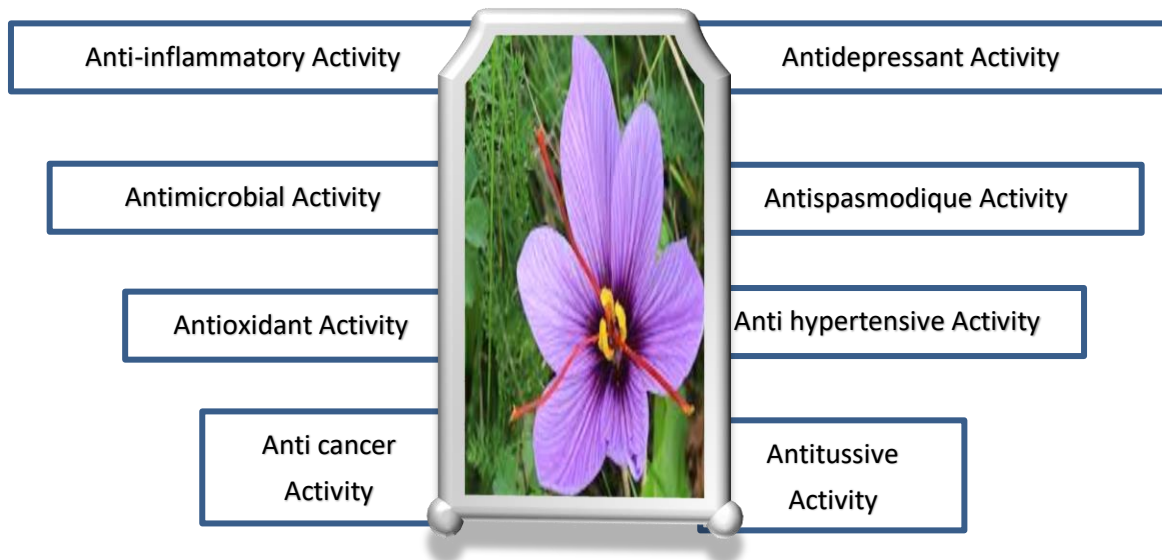 Anti-inflammatory Activity
Antidepressant Activity
Antimicrobial Activity
Antispasmodique Activity
Antioxidant Activity
Anti hypertensive Activity
Anti cancer
Activity
Antitussive
Activity